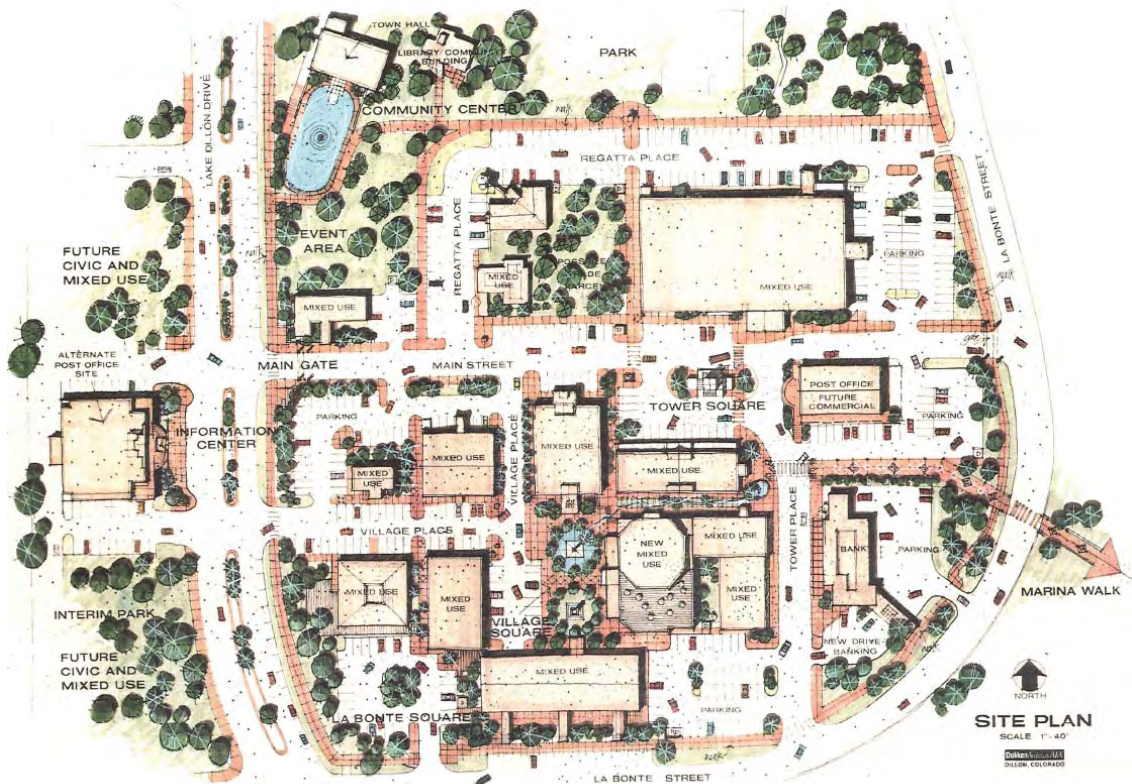 TOWN HALL
LIBRARY/COMMUNITY
BUILDING
PARK
COMMUNITY CENTER
LAKE DILLON DRIVE
REGATTA PLACE
LA BONTE STREET
EVENT
AREA
REGATTA PLACE
FUTURE
CIVIC AND
MIXED USE
MIXED
USE
PARKING
MIXED USE
MIXED USE
ALTERNATE
POST OFFICE
SITE
MAIN GATE
MAIN STREET
POST OFFICE
FUTURE
COMMERCIAL
PARKING
TOWER SQUARE
PARKING
INFORMATION
CENTER
VILLAGE PLACE
MIXED USE
MIXED USE
MIXED USE
MIXED
USE
VILLAGE PLACE
NEW
MIXED
USE
MIXED USE
TOWER PLACE
BANK
PARKING
MARINA WALK
MIXED USE
MIXED
USE
MIXED
USE
INTERIM PARK
VILLAGE
SQUARE
NEW DRIVE-
BANKING
FUTURE
CIVIC AND
MIXED USE
MIXED USE
NORTH
LA BONTE SQUARE
PARKING
SITE PLAN
SCALE 1"-40'
DILLON, COLORADO
LA BONTE STREET